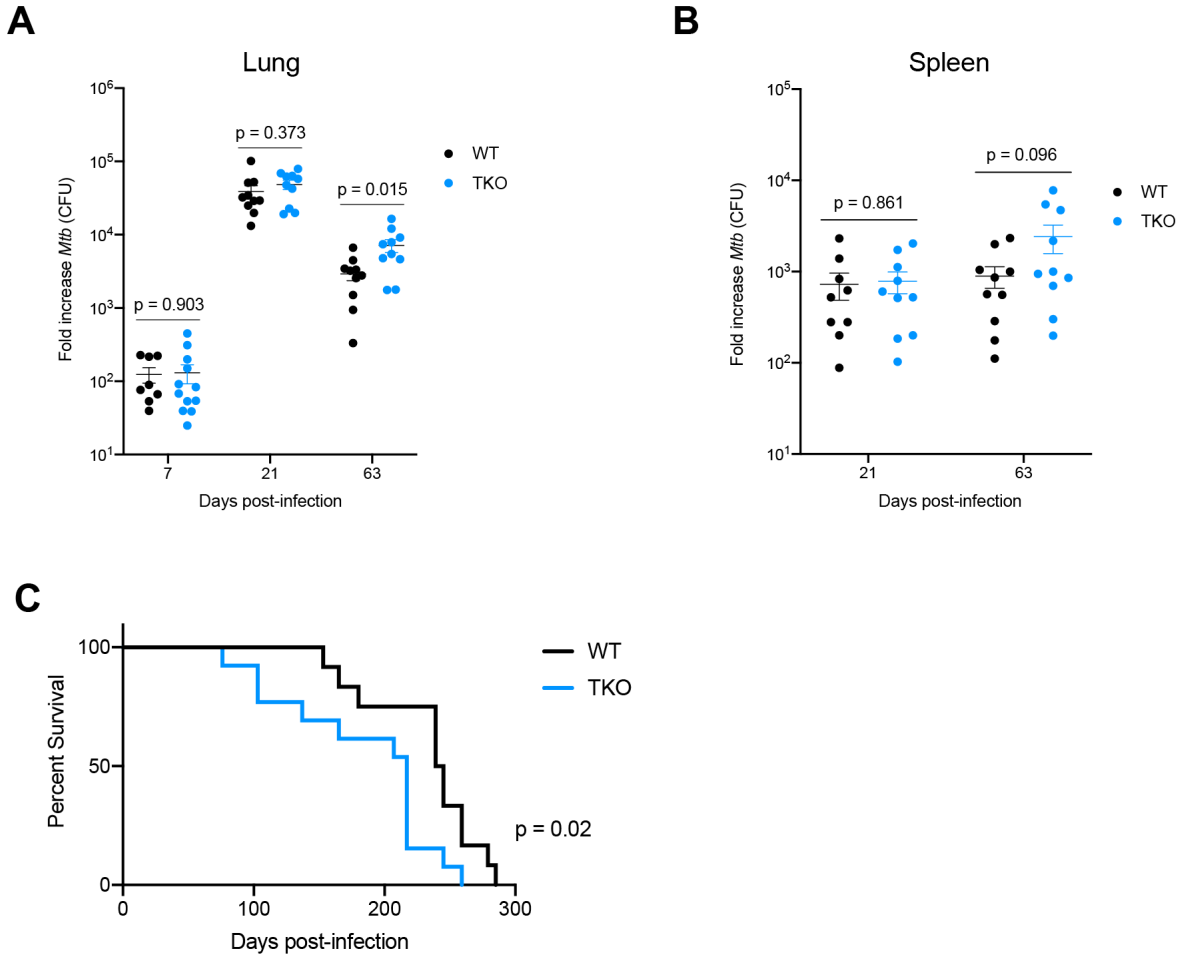 A
Lung
Fold increase Mtb (CFU)
10⁶
10⁵
10⁴
10³
10²
10¹
p = 0.903
p = 0.373
p = 0.015
WT
TKO
7
21
63
Days post-infection
B
Spleen
Fold increase Mtb (CFU)
10⁵
10⁴
10³
10²
10¹
p = 0.861
p = 0.096
WT
TKO
21
63
Days post-infection
C
Percent Survival
100
50
0
WT
TKO
p = 0.02
0
100
200
300
Days post-infection